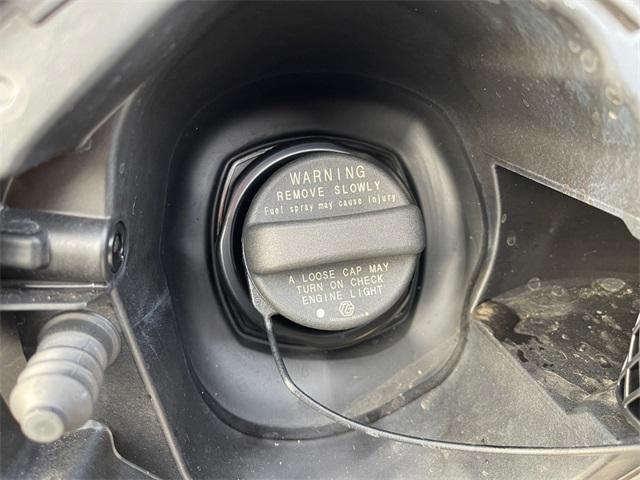 WARNING
REMOVE SLOWLY
Fuel spray may cause injury
A LOOSE CAP MAY
TURN ON CHECK
ENGINE LIGHT